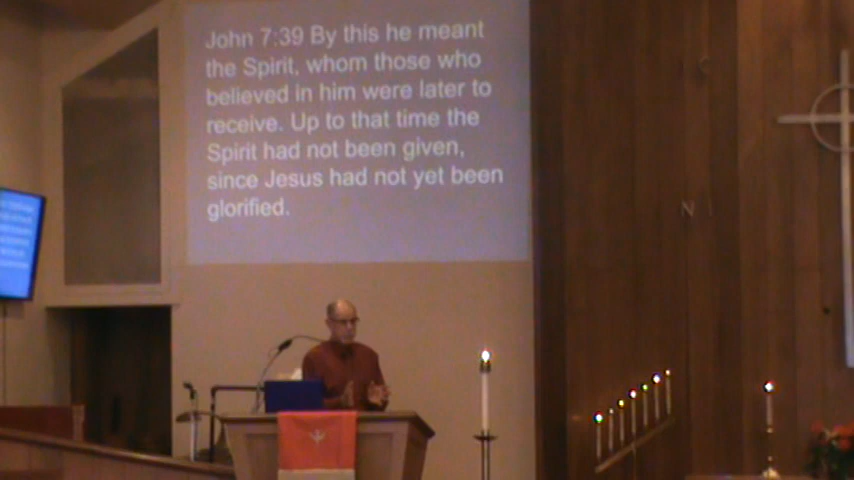 John 7:39 By this he meant
the Spirit, whom those who
believed in him were later to
receive. Up to that time the
Spirit had not been given,
since Jesus had not yet been
glorified.